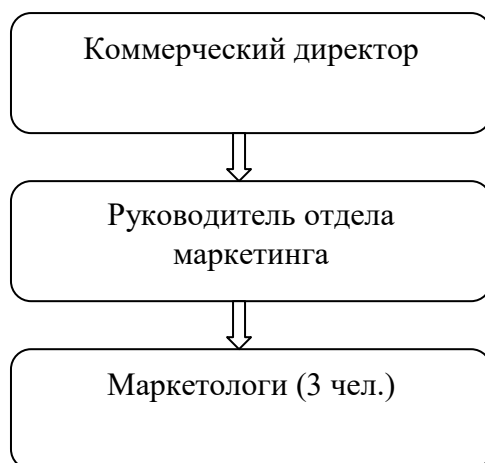 Коммерческий директор
Руководитель отдела
маркетинга
Маркетологи (3 чел.)